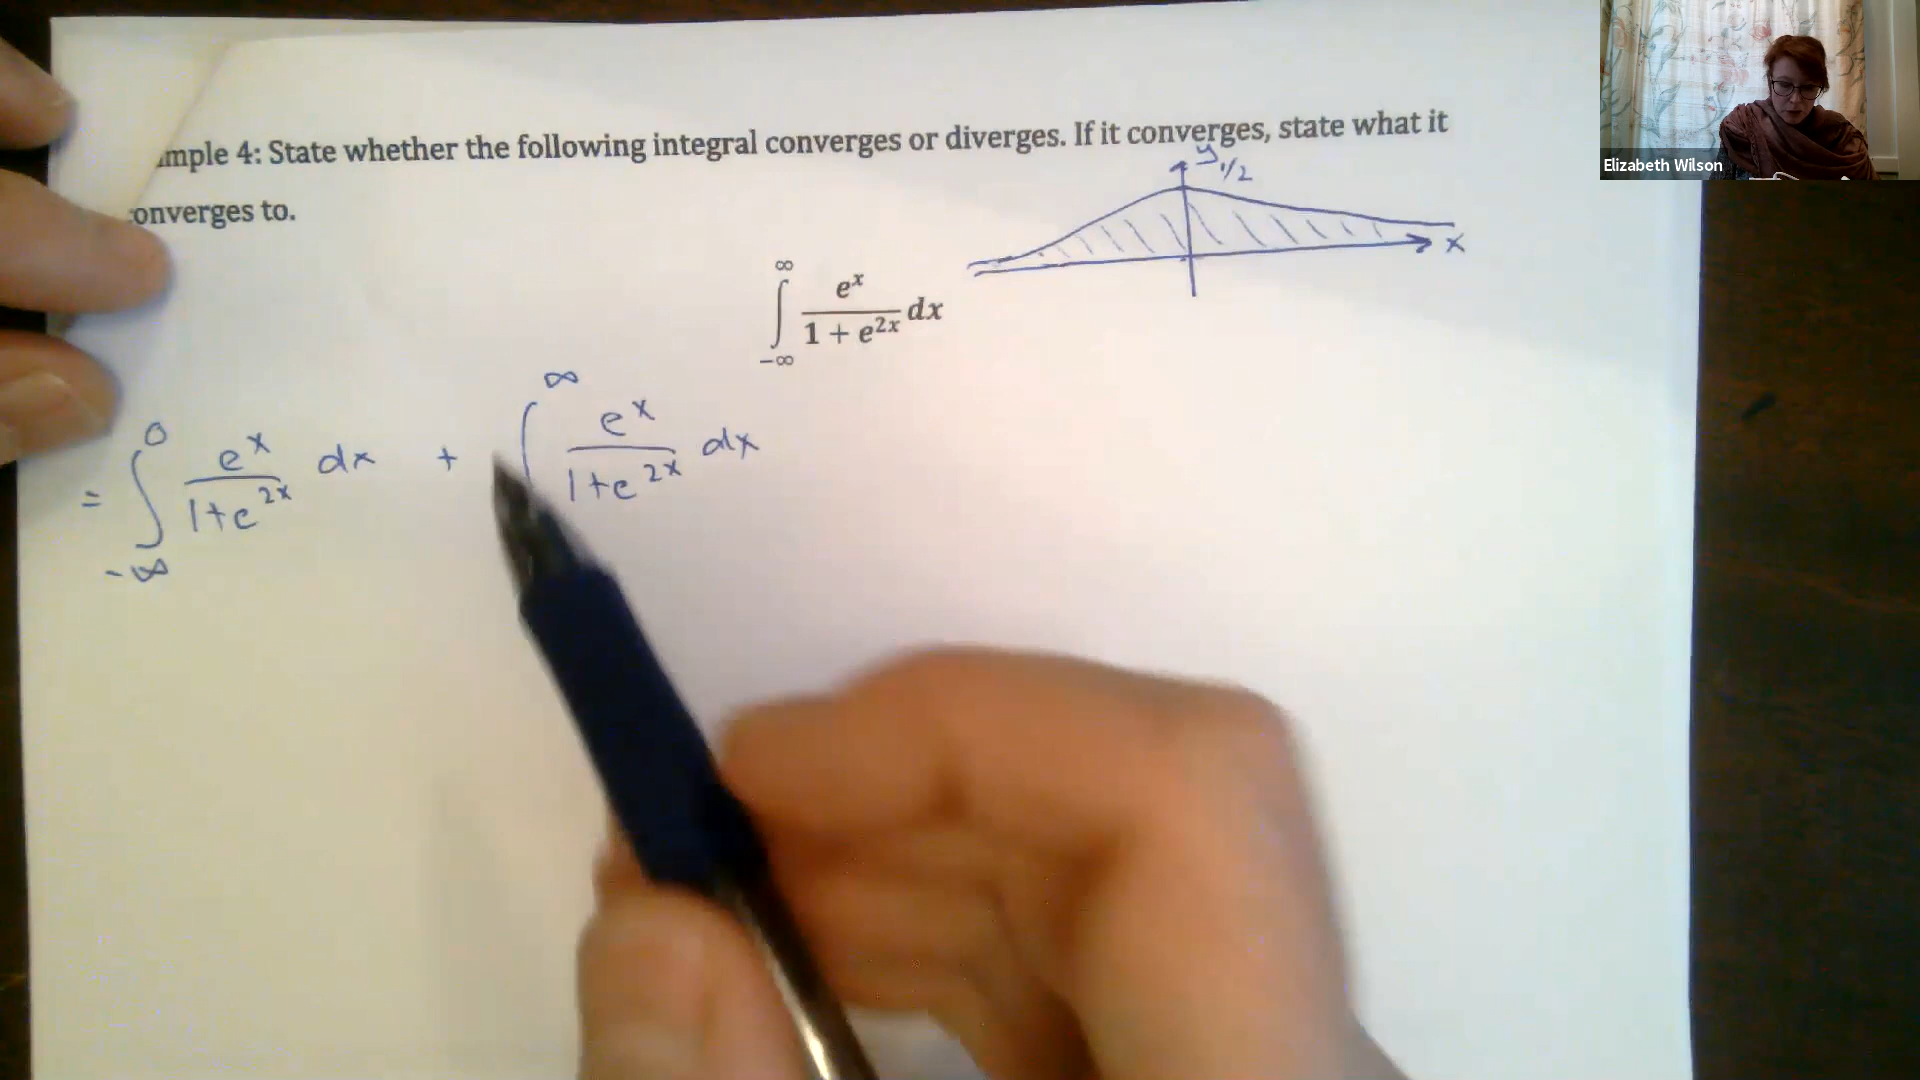 mple 4: State whether the following integral converges or diverges. If it converges, state what it
onverges to.
y 1/2
x
∫_{-∞}^{∞} e^x / (1 + e^{2x}) dx
= ∫_{-∞}^{0} e^x / (1+e^{2x}) dx + ∫^{∞} e^x / (1+e^{2x}) dx
Elizabeth Wilson